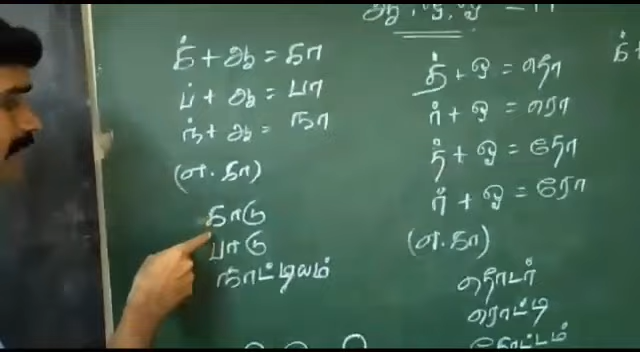 க் + ஆ = கா
ப் + ஆ = பா
ந் + ஆ = நா
(எ.கா)
காடு
பாடு
நாட்டியம்
த் + ஒ = தொ
ர் + ஒ = ரொ
த் + ஓ = தோ
ர் + ஓ = ரோ
(எ.கா)
தொடர்
ரொட்டி